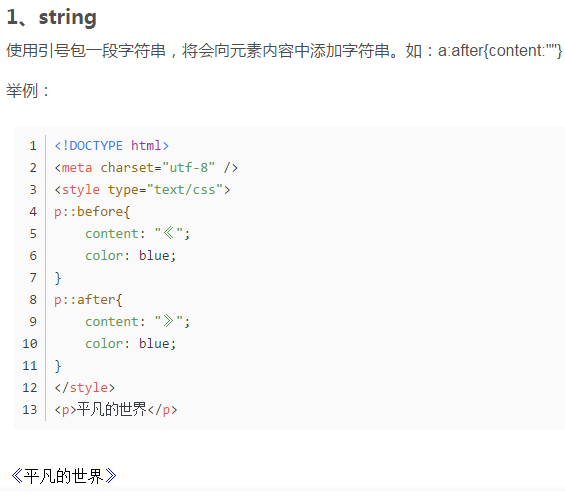 1、string
使用引号包一段字符串，将会向元素内容中添加字符串。如：a:after{content:""}
举例：
1 <!DOCTYPE html>
2 <meta charset="utf-8" />
3 <style type="text/css">
4 p::before{
5     content: "《";
6     color: blue;
7 }
8 p::after{
9     content: "》";
10     color: blue;
11 }
12 </style>
13 <p>平凡的世界</p>
《平凡的世界》